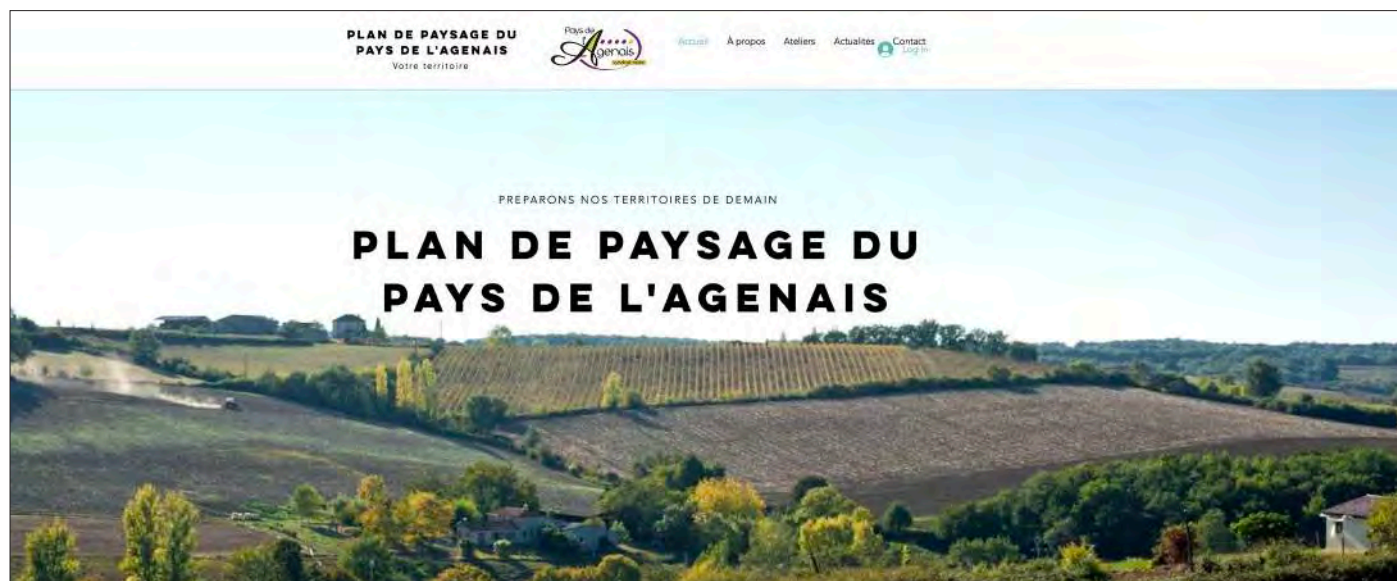 PLAN DE PAYSAGE DU
PAYS DE L'AGENAIS
Votre territoire
Pays de
Agenais
Accueil À propos Ateliers Actualités Contact
Log In
PREPARONS NOS TERRITOIRES DE DEMAIN
PLAN DE PAYSAGE DU
PAYS DE L'AGENAIS